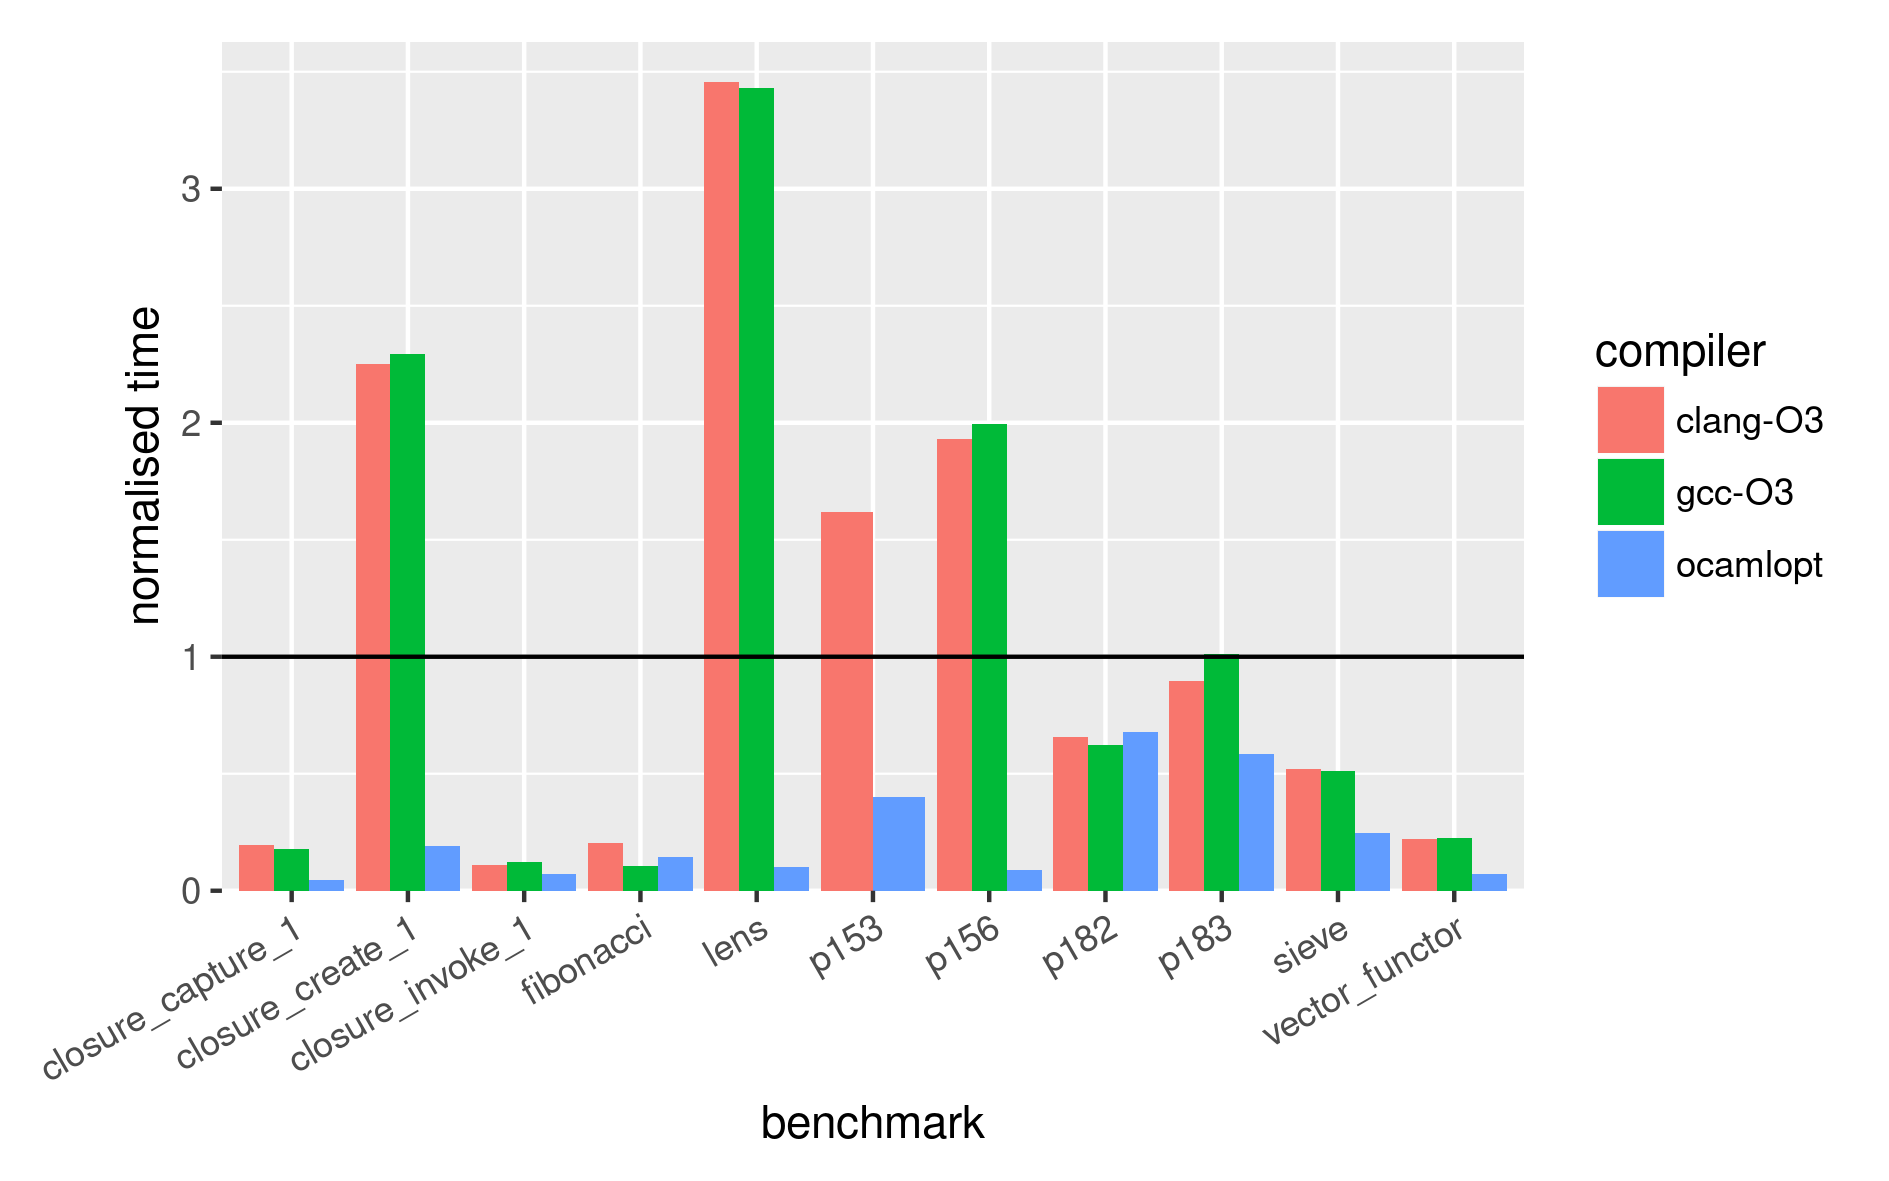 normalised time
3
2
1
0
closure_capture_1
closure_create_1
closure_invoke_1
fibonacci
lens
p153
p156
p182
p183
sieve
vector_functor
benchmark
compiler
clang-O3
gcc-O3
ocamlopt